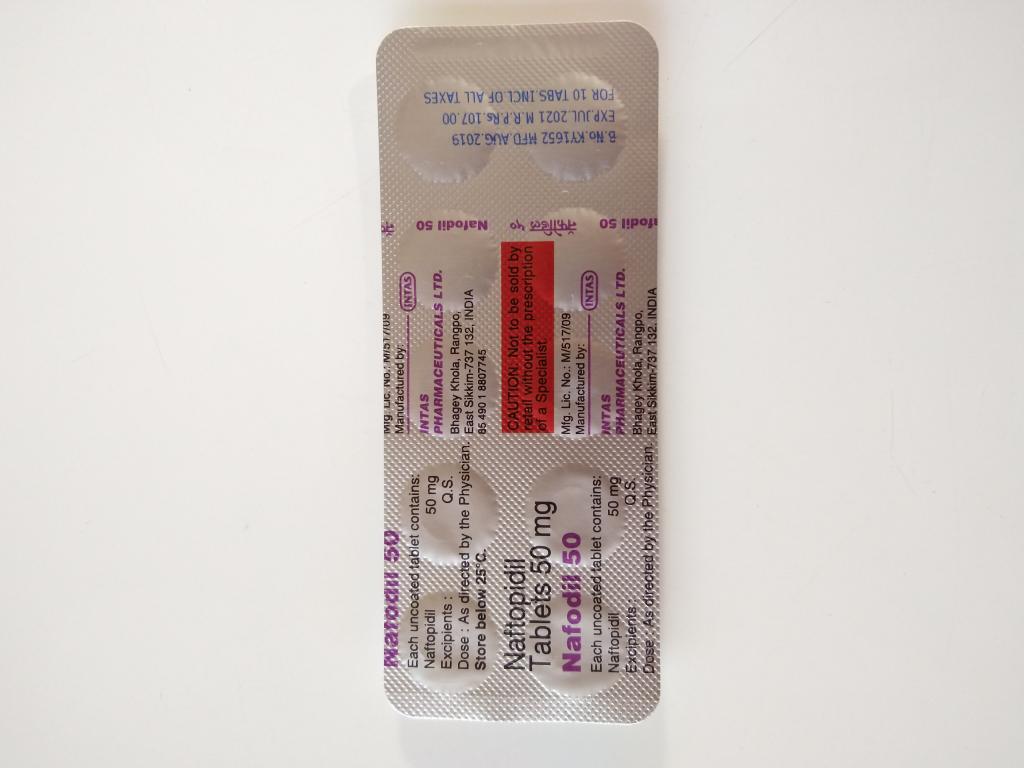 B.No.KY1652 MFD.AUG.2019
EXP.JUL.2021 M.R.P.Rs.107.00
FOR 10 TABS.INCL.OF ALL TAXES
Nafodil 50
Nafodil 50
Nafodil 50
Each uncoated tablet contains:
Naftopidil 50 mg
Excipients : Q.S.
Dose : As directed by the Physician.
Store below 25°C.
Mfg. Lic. No.: M/517/09
Manufactured by:
INTAS
INTAS
PHARMACEUTICALS LTD.
Bhagey Khola, Rangpo,
East Sikkim-737 132, INDIA
85 490 1 8807745
CAUTION: Not to be sold by
retail without the prescription
of a Specialist.
Naftopidil
Tablets 50 mg
Nafodil 50
Each uncoated tablet contains:
Naftopidil 50 mg
Excipients : Q.S.
Dose : As directed by the Physician.
Mfg. Lic. No.: M/517/09
Manufactured by:
INTAS
INTAS
PHARMACEUTICALS LTD.
Bhagey Khola, Rangpo,
East Sikkim-737 132, INDIA